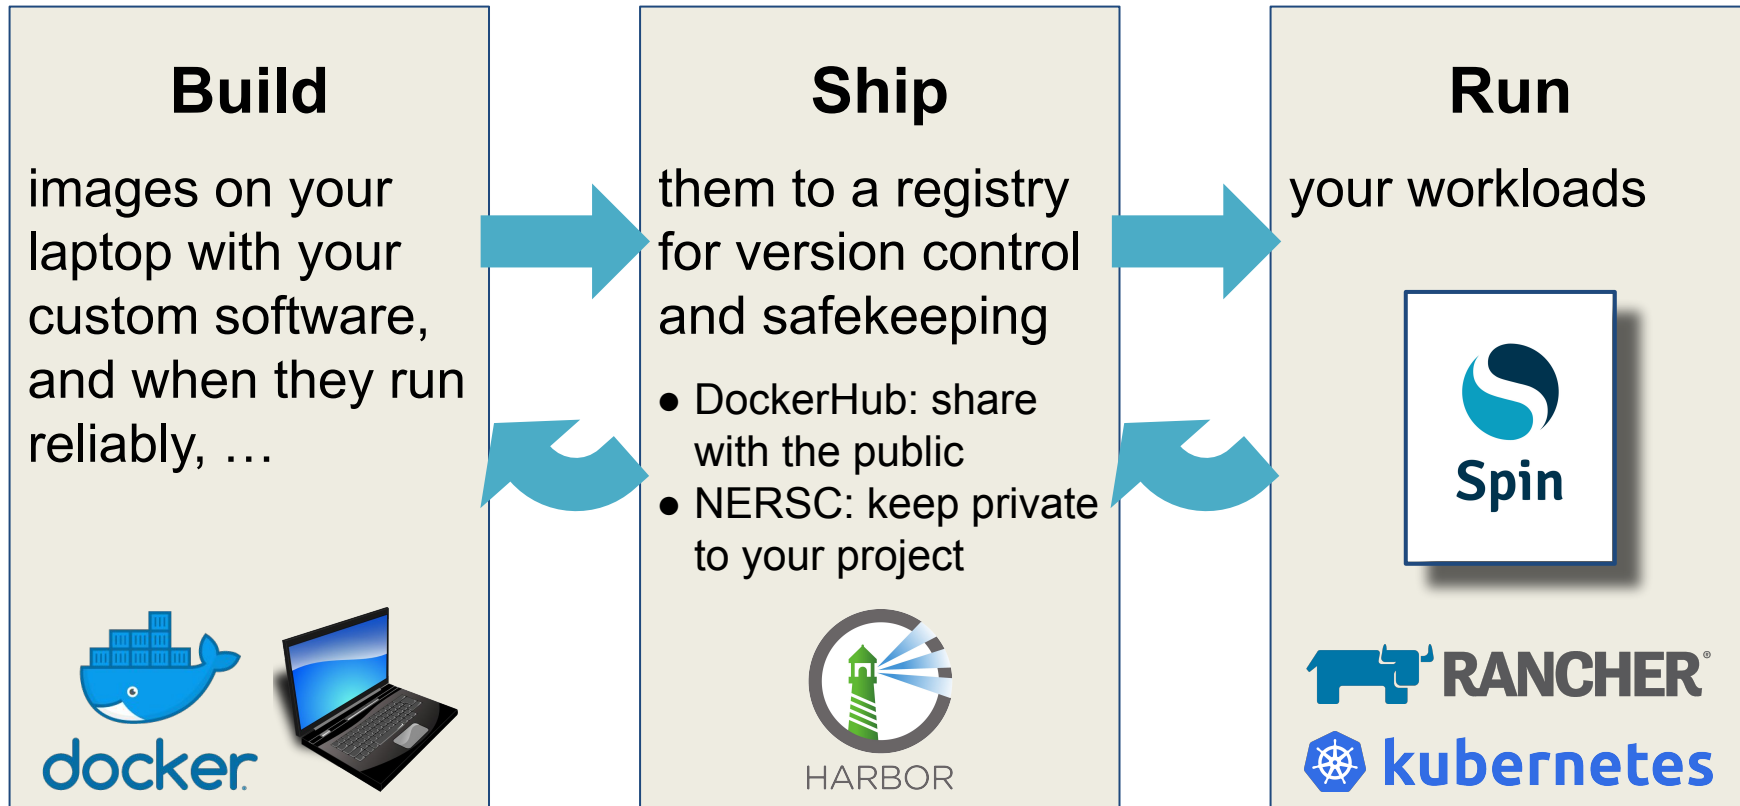 Build
images on your
laptop with your
custom software,
and when they run
reliably, …
docker
Ship
them to a registry
for version control
and safekeeping
● DockerHub: share
with the public
● NERSC: keep private
to your project
HARBOR
Run
your workloads
Spin
RANCHER®
kubernetes